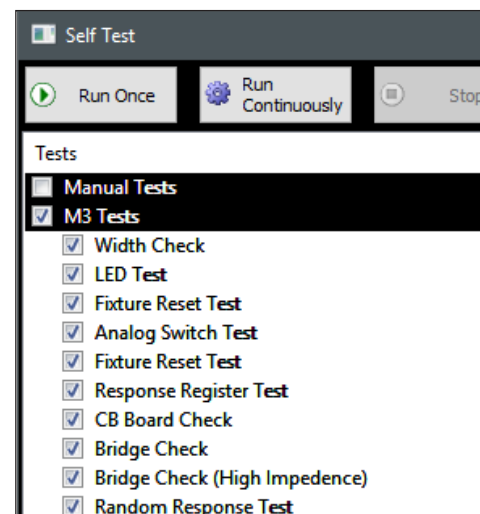 Self Test
Run Once
Run
Continuously
Stop
Tests
Manual Tests
M3 Tests
Width Check
LED Test
Fixture Reset Test
Analog Switch Test
Fixture Reset Test
Response Register Test
CB Board Check
Bridge Check
Bridge Check (High Impedence)
Random Response Test